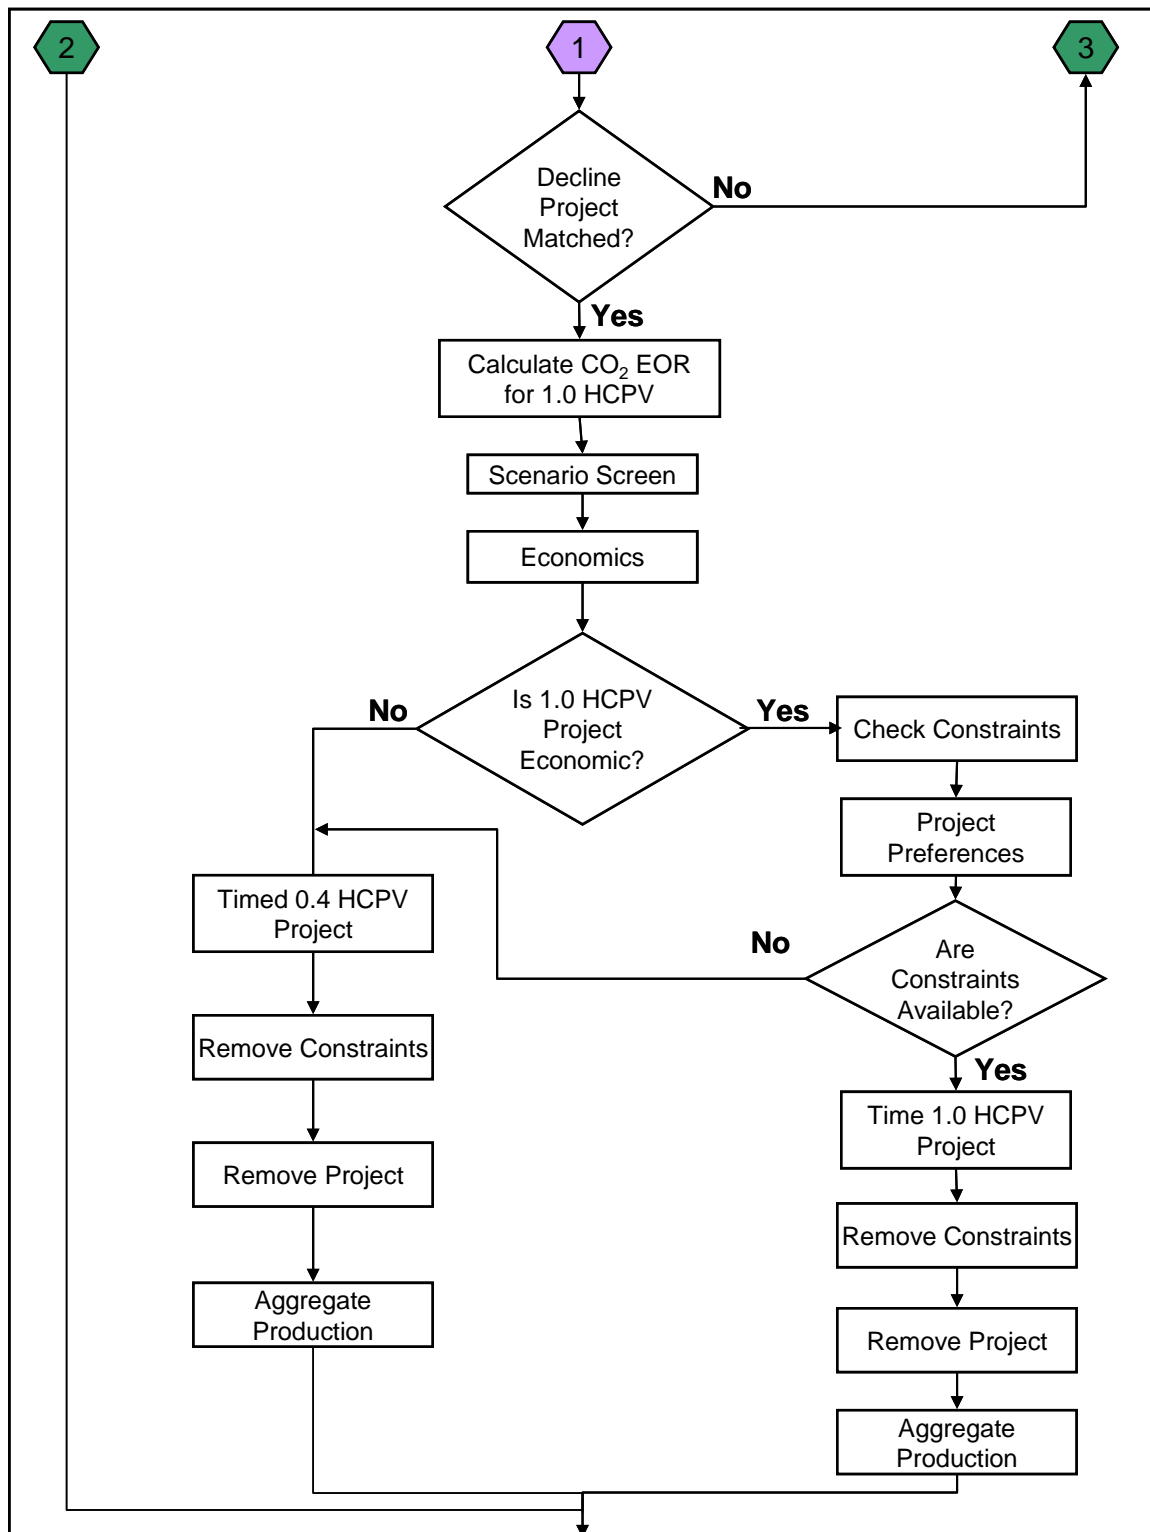 2
1
3
Decline
Project
Matched?
No
Yes
Calculate CO₂ EOR
for 1.0 HCPV
Scenario Screen
Economics
Is 1.0 HCPV
Project
Economic?
No
Yes
Check Constraints
Project
Preferences
Are
Constraints
Available?
No
Yes
Timed 0.4 HCPV
Project
Remove Constraints
Remove Project
Aggregate
Production
Time 1.0 HCPV
Project
Remove Constraints
Remove Project
Aggregate
Production